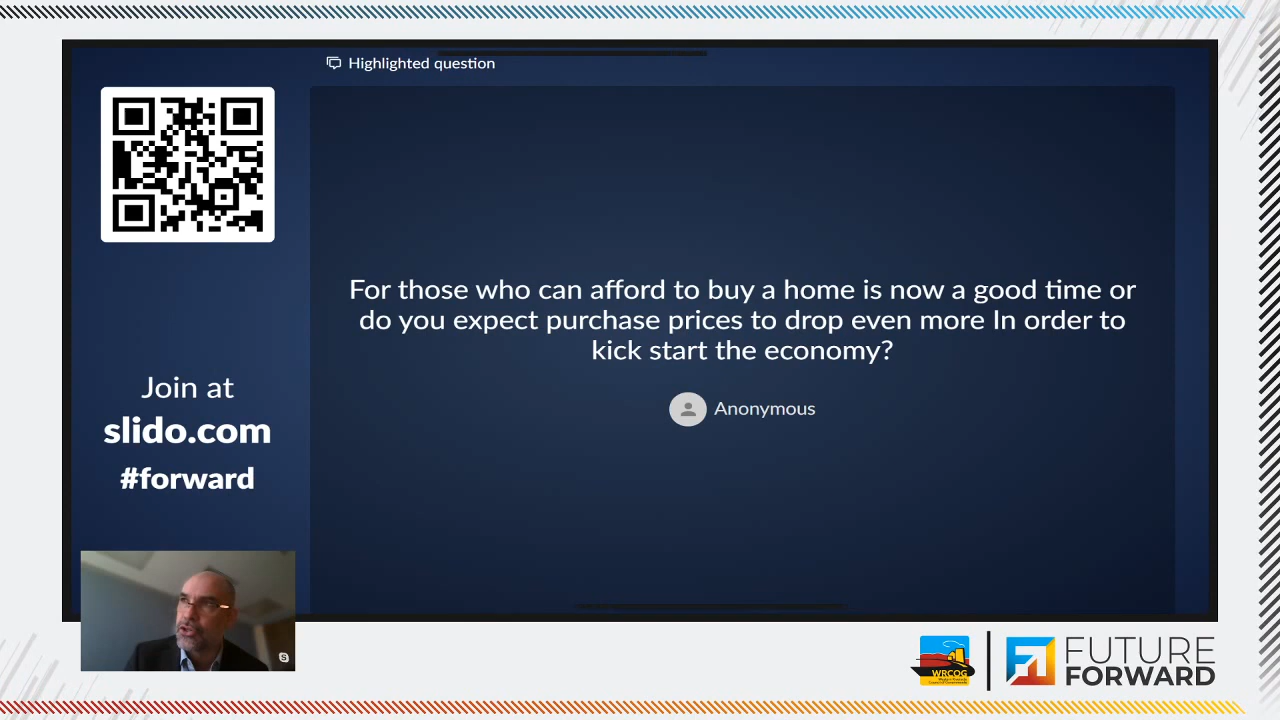 Highlighted question
For those who can afford to buy a home is now a good time or
do you expect purchase prices to drop even more In order to
kick start the economy?
Anonymous
Join at
slido.com
#forward
WRCOG
FUTURE
FORWARD